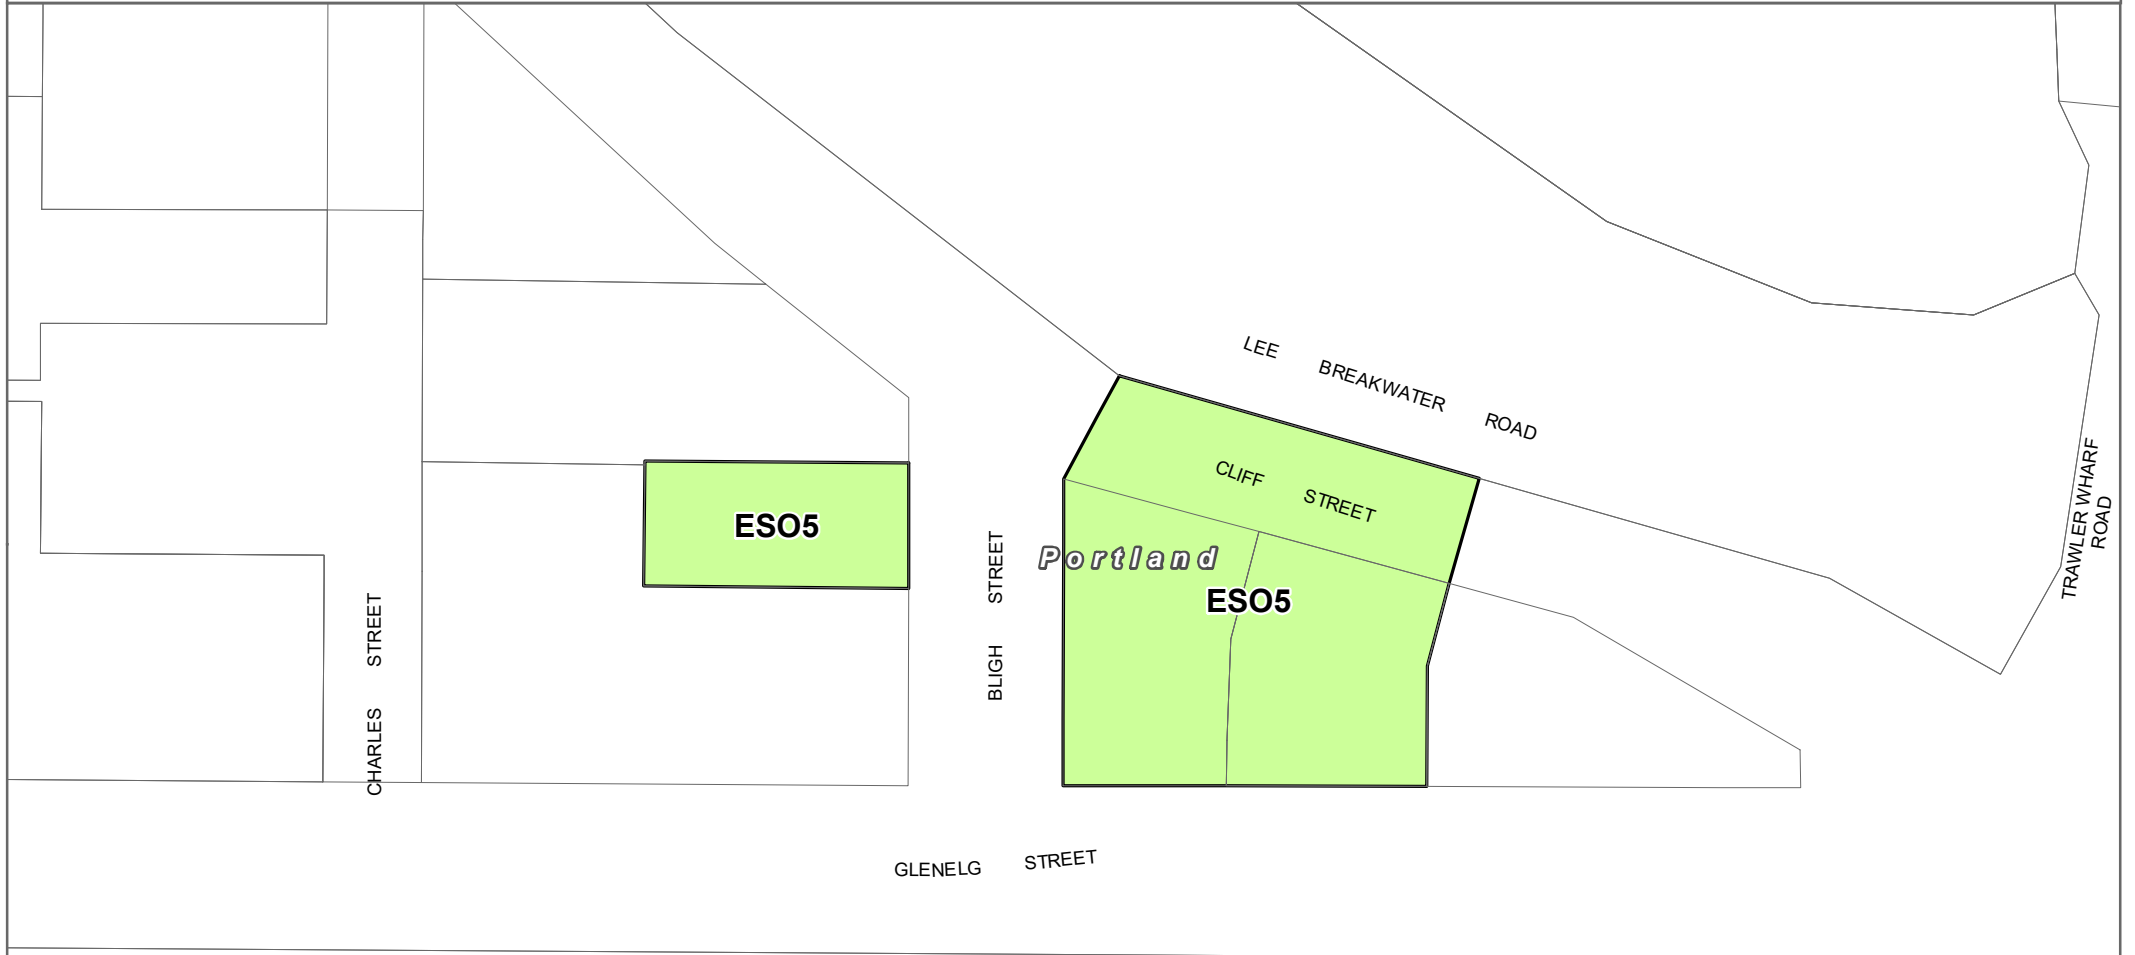 LEE BREAKWATER ROAD
CLIFF STREET
ESO5
Portland
ESO5
BLIGH STREET
CHARLES STREET
TRAWLER WHARF
ROAD
GLENELG STREET